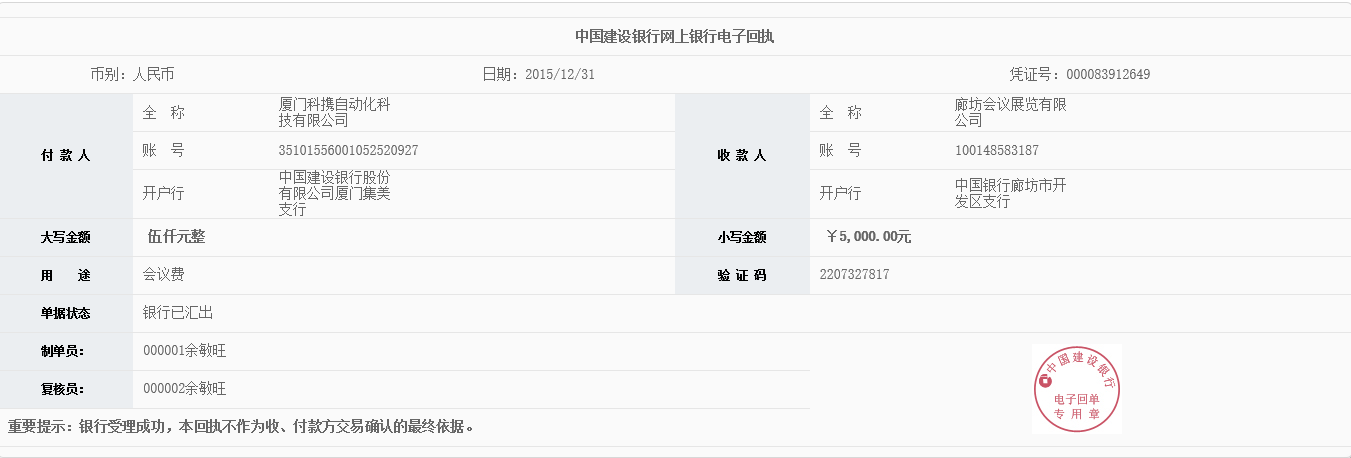 中国建设银行网上银行电子回执
币别：人民币 日期：2015/12/31 凭证号：000083912649
付款人 全 称 厦门科携自动化科
技有限公司
账 号 35101556001052520927
开户行 中国建设银行股份
有限公司厦门集美
支行
收款人 全 称 廊坊会议展览有限
公司
账 号 100148583187
开户行 中国银行廊坊市开
发区支行
大写金额 伍仟元整 小写金额 ￥5,000.00元
用 途 会议费 验证码 2207327817
单据状态 银行已汇出
制单员： 000001余敏旺
复核员： 000002余敏旺
中国建设银行
电子回单
专用章
重要提示：银行受理成功，本回执不作为收、付款方交易确认的最终依据。